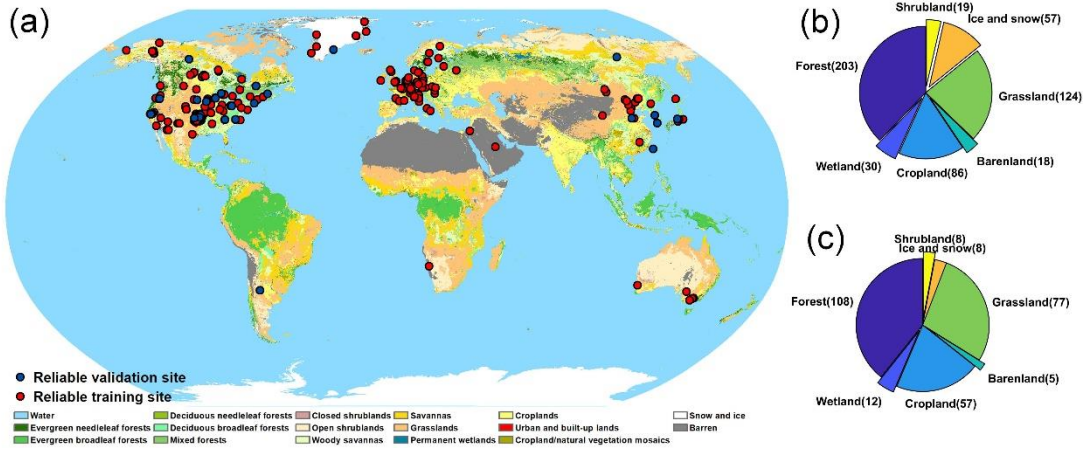 (a)
Reliable validation site
Reliable training site
Water
Evergreen needleleaf forests
Evergreen broadleaf forests
Deciduous needleleaf forests
Deciduous broadleaf forests
Mixed forests
Closed shrublands
Open shrublands
Woody savannas
Savannas
Grasslands
Permanent wetlands
Croplands
Urban and built-up lands
Cropland/natural vegetation mosaics
Snow and ice
Barren
(b)
Shrubland(19)
Ice and snow(57)
Forest(203)
Grassland(124)
Wetland(30)
Barenland(18)
Cropland(86)
(c)
Shrubland(8)
Ice and snow(8)
Forest(108)
Grassland(77)
Barenland(5)
Wetland(12)
Cropland(57)